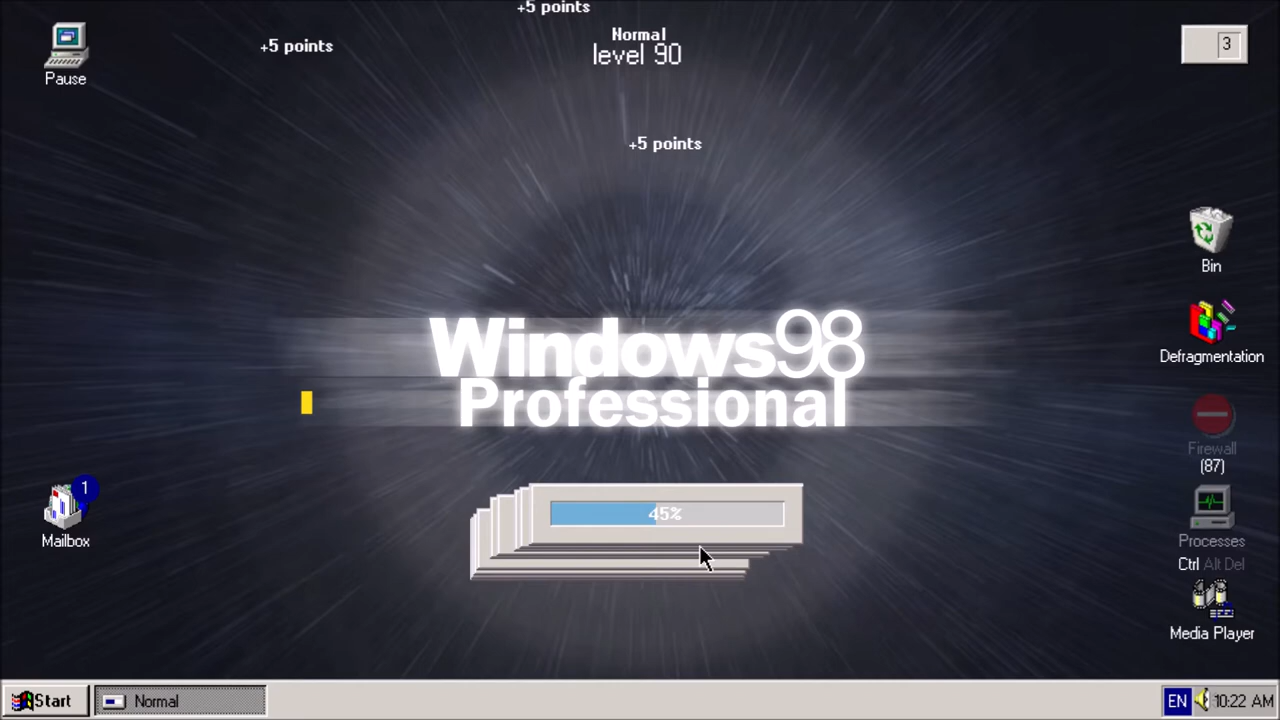 +5 points
Normal
level 90
+5 points
3
Pause
+5 points
Bin
Windows98
Professional
Defragmentation
Firewall
(87)
1
45%
Mailbox
Processes
Ctrl Alt Del
Media Player
Start
Normal
EN
10:22 AM